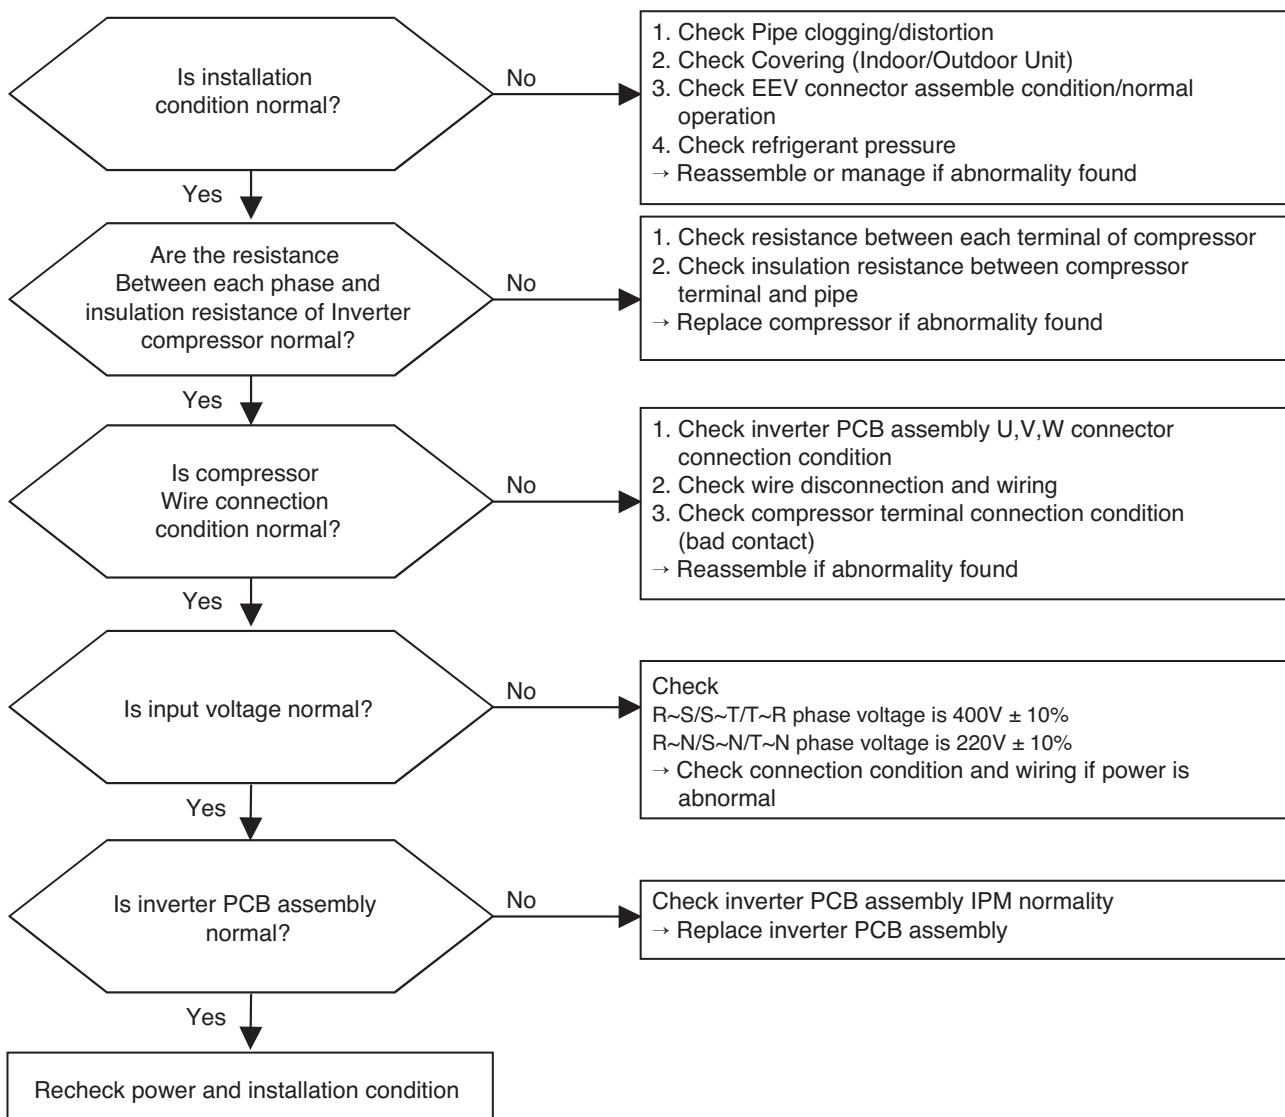 Is installation
condition normal?
No
1. Check Pipe clogging/distortion
2. Check Covering (Indoor/Outdoor Unit)
3. Check EEV connector assemble condition/normal
operation
4. Check refrigerant pressure
→ Reassemble or manage if abnormality found
Yes
Are the resistance
Between each phase and
insulation resistance of Inverter
compressor normal?
No
1. Check resistance between each terminal of compressor
2. Check insulation resistance between compressor
terminal and pipe
→ Replace compressor if abnormality found
Yes
Is compressor
Wire connection
condition normal?
No
1. Check inverter PCB assembly U,V,W connector
connection condition
2. Check wire disconnection and wiring
3. Check compressor terminal connection condition
(bad contact)
→ Reassemble if abnormality found
Yes
Is input voltage normal?
No
Check
R~S/S~T/T~R phase voltage is 400V ± 10%
R~N/S~N/T~N phase voltage is 220V ± 10%
→ Check connection condition and wiring if power is
abnormal
Yes
Is inverter PCB assembly
normal?
No
Check inverter PCB assembly IPM normality
→ Replace inverter PCB assembly
Yes
Recheck power and installation condition